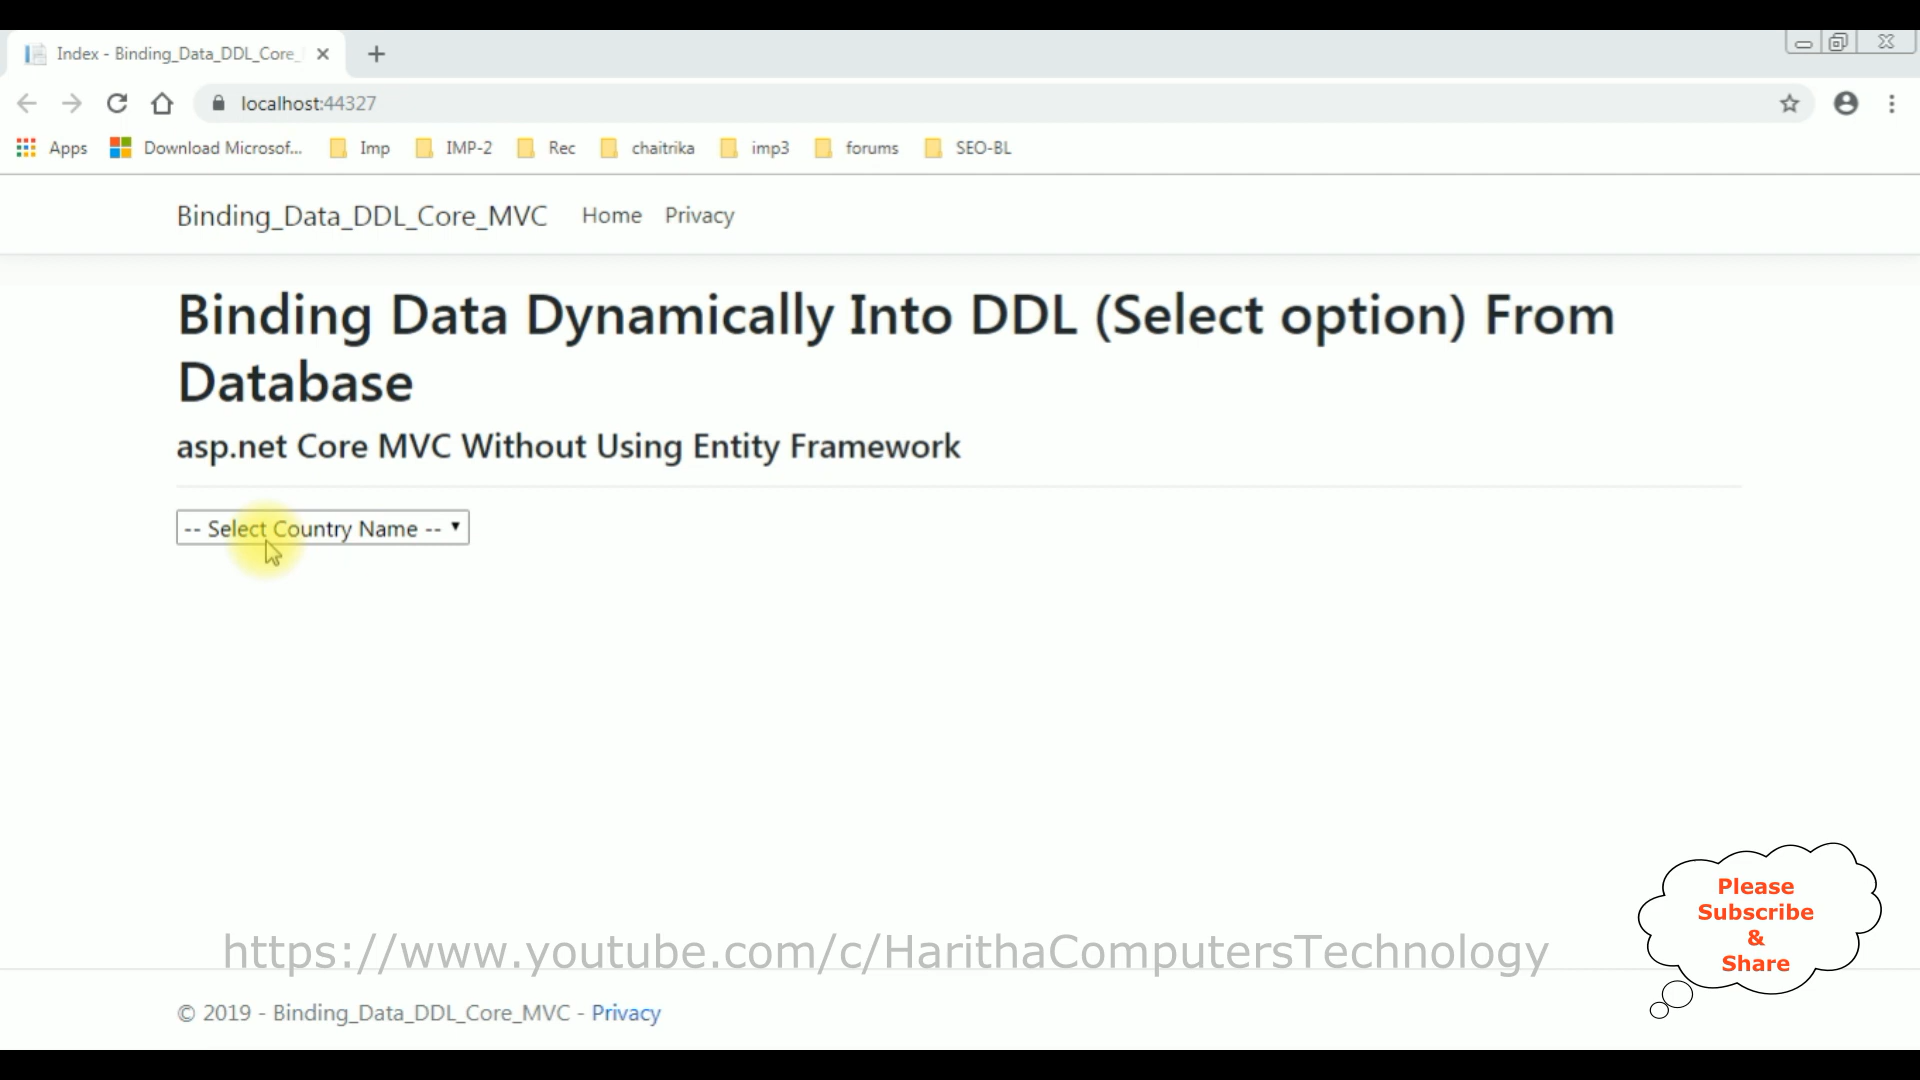 Index - Binding_Data_DDL_Core_
localhost:44327
Apps Download Microsof... Imp IMP-2 Rec chaitrika imp3 forums SEO-BL
Binding_Data_DDL_Core_MVC Home Privacy
Binding Data Dynamically Into DDL (Select option) From
Database
asp.net Core MVC Without Using Entity Framework
-- Select Country Name --
Please
Subscribe
&
Share
https://www.youtube.com/c/HarithaComputersTechnology
© 2019 - Binding_Data_DDL_Core_MVC - Privacy